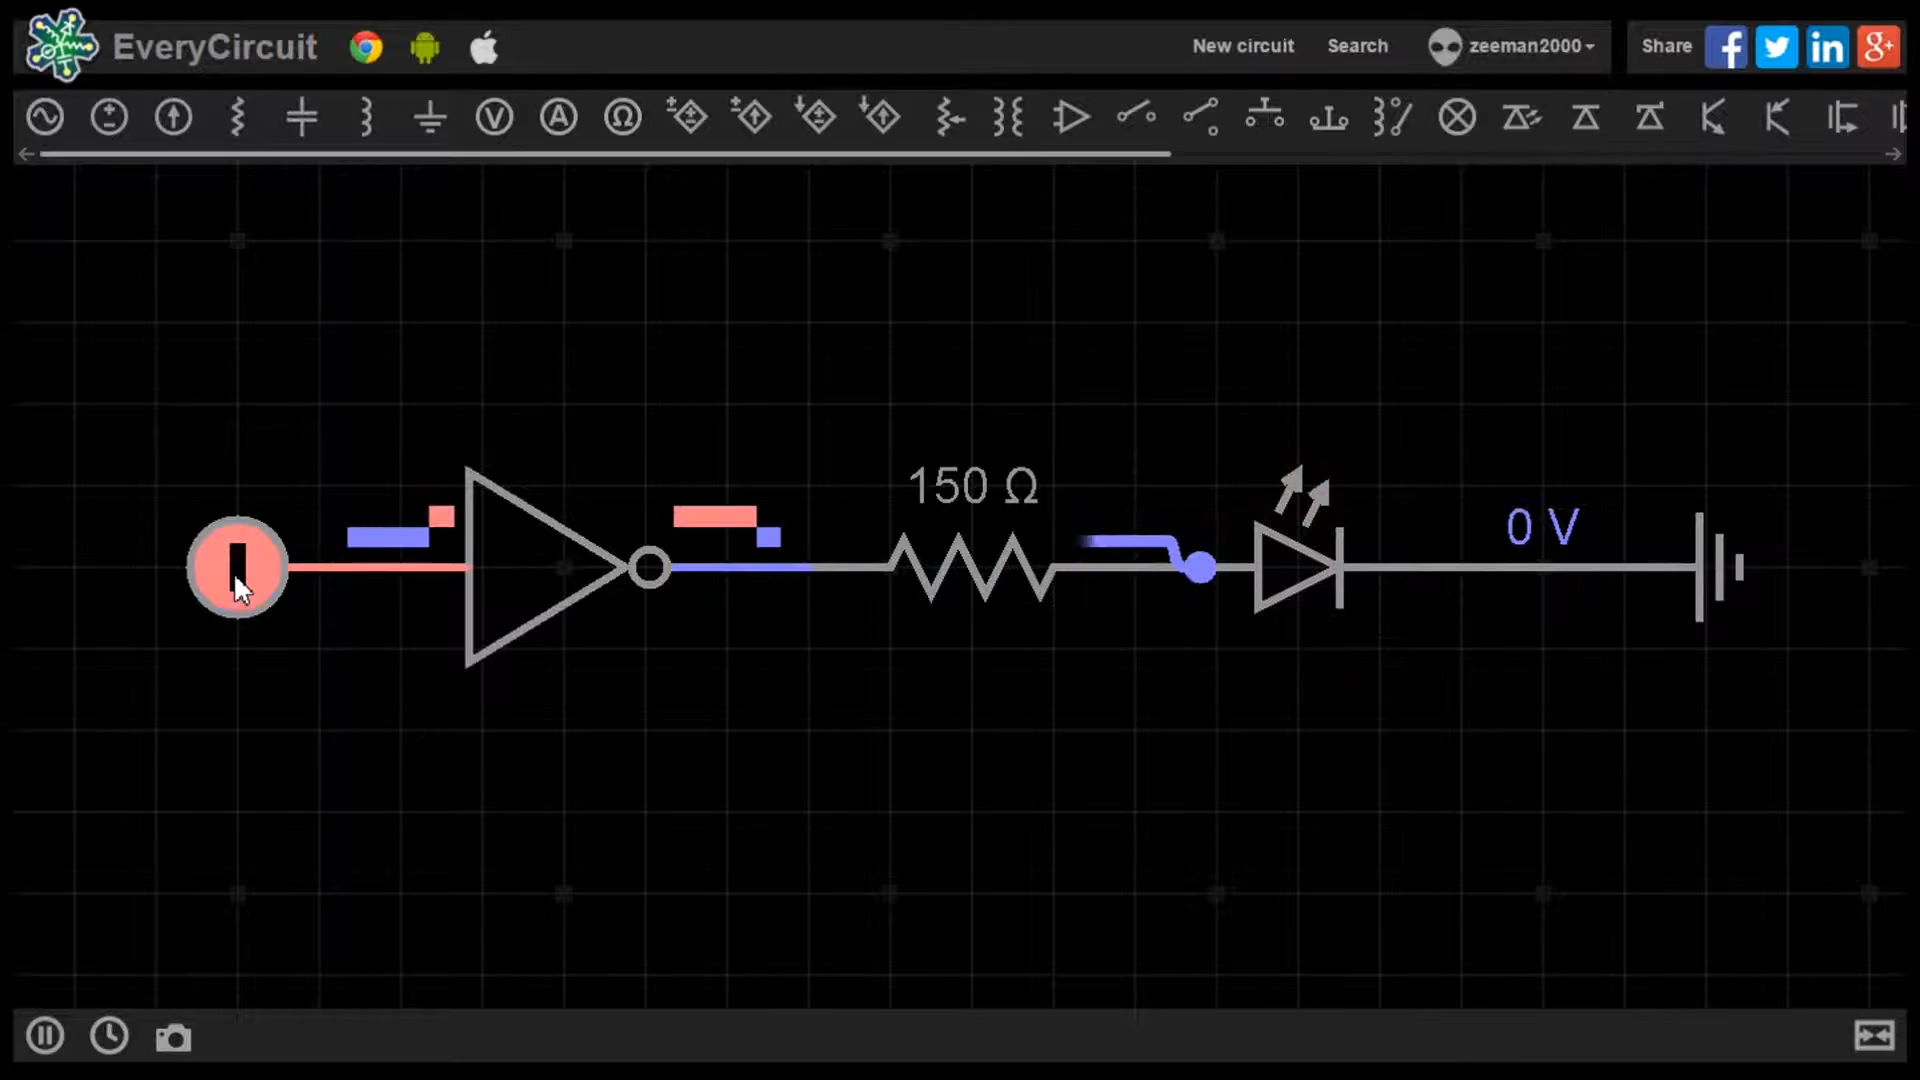 EveryCircuit
New circuit Search zeeman2000 Share f in g+
V A Ω
150 Ω
0 V